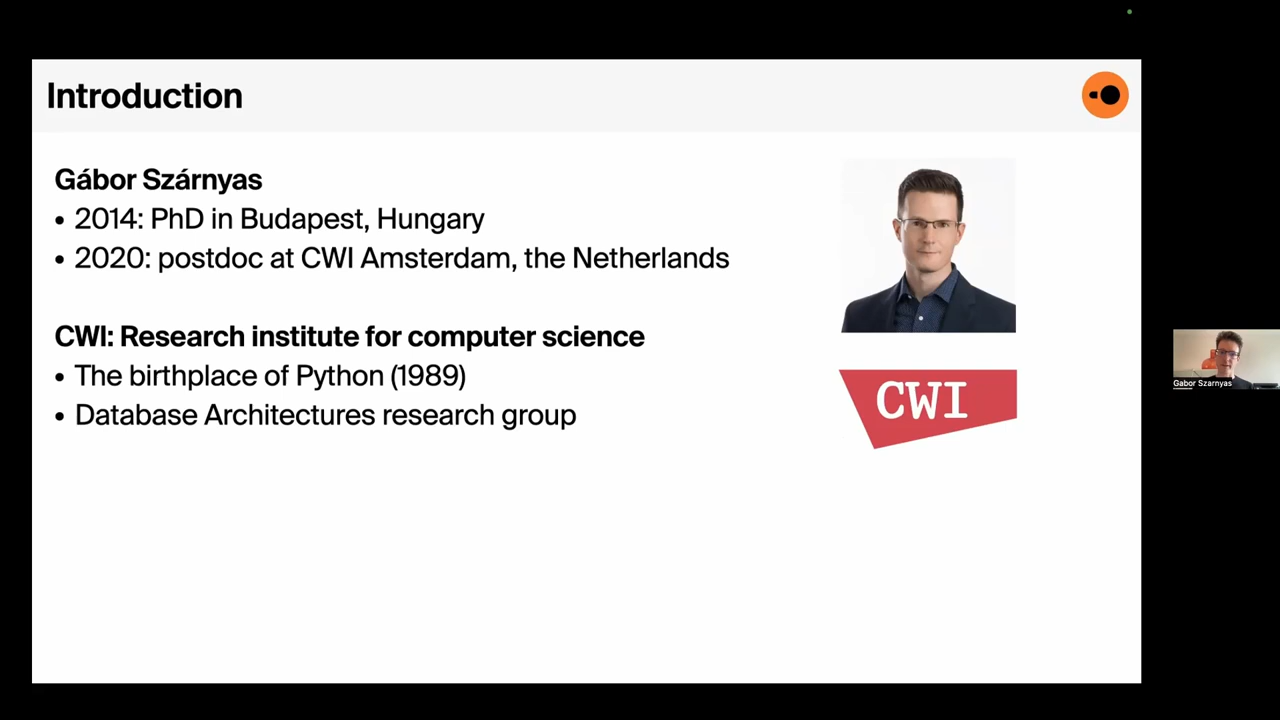 Introduction
Gábor Szárnyas
• 2014: PhD in Budapest, Hungary
• 2020: postdoc at CWI Amsterdam, the Netherlands
CWI: Research institute for computer science
• The birthplace of Python (1989)
• Database Architectures research group
CWI
Gabor Szarnyas